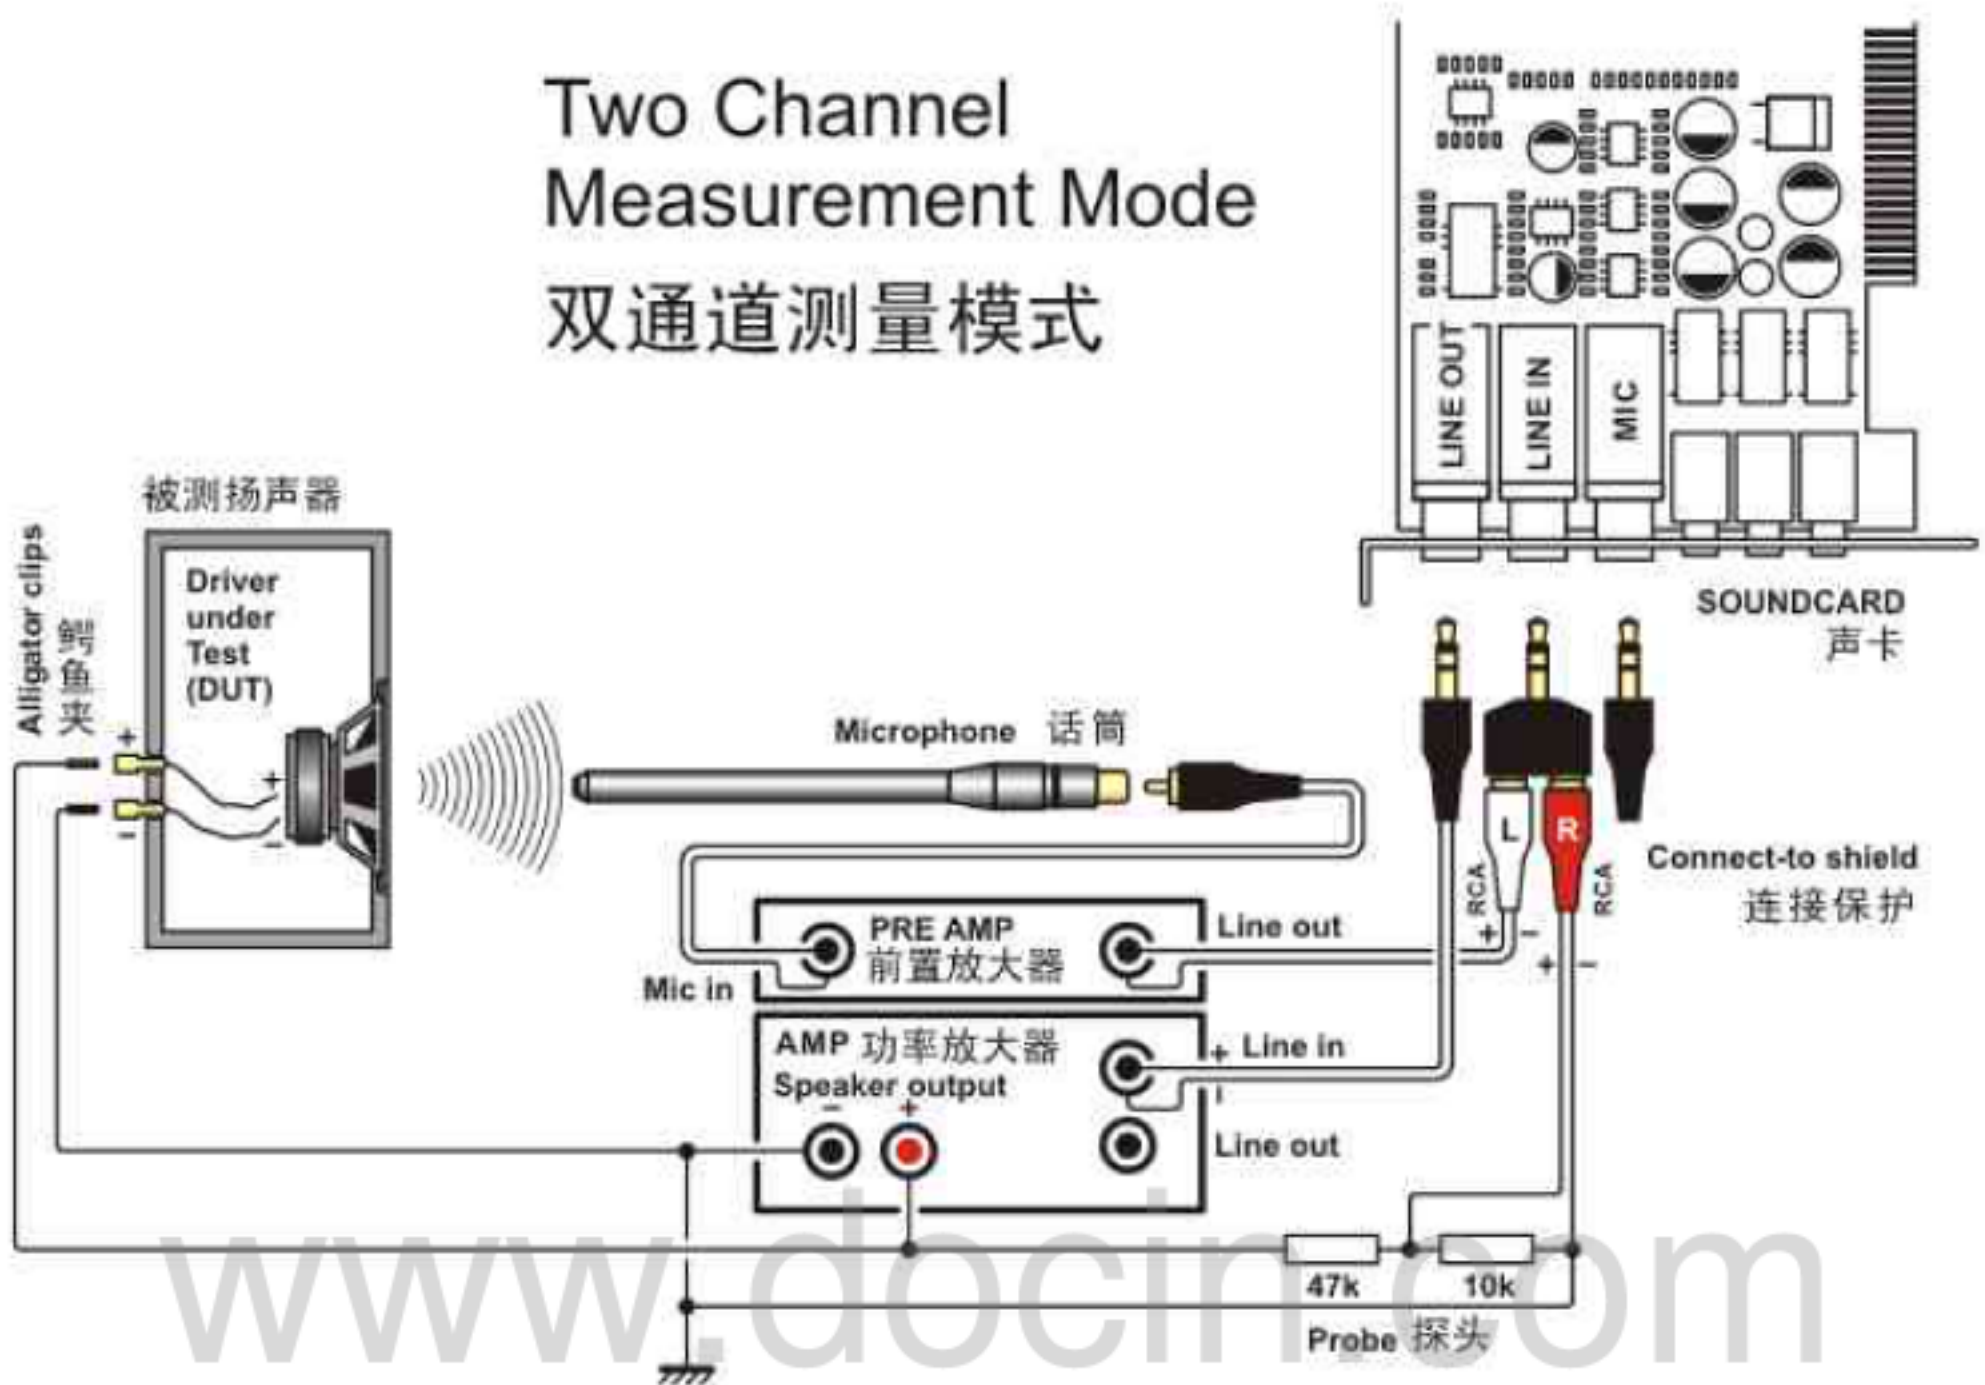 Two Channel
Measurement Mode
双通道测量模式
LINE OUT
LINE IN
MIC
SOUNDCARD
声卡
被测扬声器
Alligator clips
鳄鱼夹
Driver
under
Test
(DUT)
+
-
+
-
Microphone 话筒
L
R
RCA
RCA
Connect-to shield
连接保护
+ -
+ -
PRE AMP
前置放大器
Line out
Mic in
AMP 功率放大器
Speaker output
- +
+ Line in
Line out
47k
10k
Probe 探头
www.docin.com